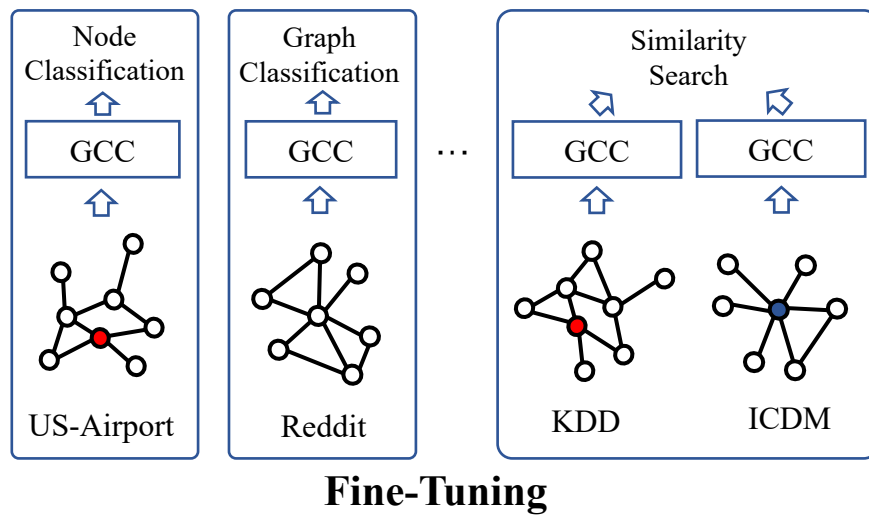 Node
Classification
GCC
US-Airport
Graph
Classification
GCC
Reddit
...
Similarity
Search
GCC
GCC
KDD
ICDM
Fine-Tuning